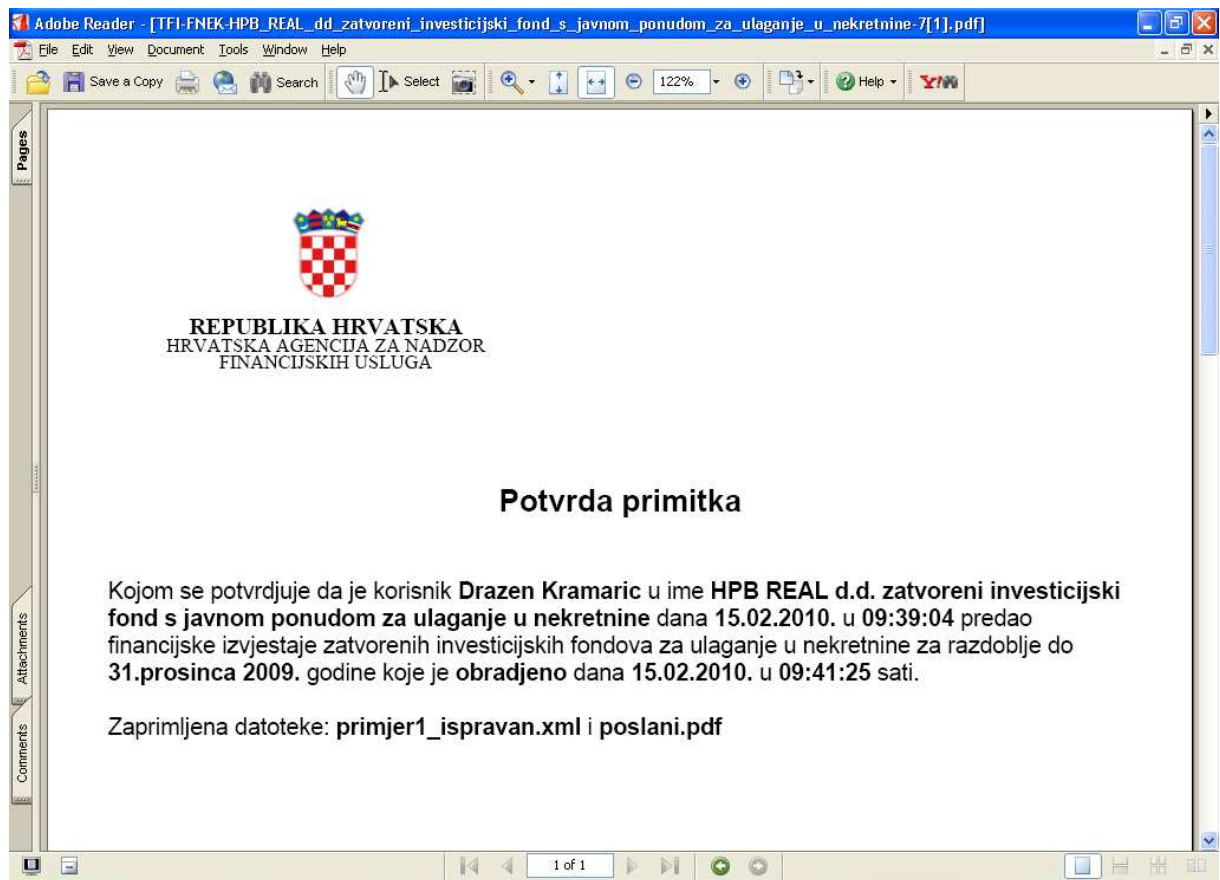 Adobe Reader - [TFI-FNEK-HPB_REAL_dd_zatvoreni_investicijski_fond_s_javnom_ponudom_za_ulaganje_u_nekretnine-7[1].pdf]
File Edit View Document Tools Window Help
Save a Copy Search Select 122% Help Y!
Pages
REPUBLIKA HRVATSKA
HRVATSKA AGENCIJA ZA NADZOR
FINANCIJSKIH USLUGA
Potvrda primitka
Kojom se potvrdjuje da je korisnik Drazen Kramaric u ime HPB REAL d.d. zatvoreni investicijski
fond s javnom ponudom za ulaganje u nekretnine dana 15.02.2010. u 09:39:04 predao
financijske izvjestaje zatvorenih investicijskih fondova za ulaganje u nekretnine za razdoblje do
31.prosinca 2009. godine koje je obradjeno dana 15.02.2010. u 09:41:25 sati.
Zaprimljena datoteke: primjer1_ispravan.xml i poslani.pdf
Attachments
Comments
1 of 1